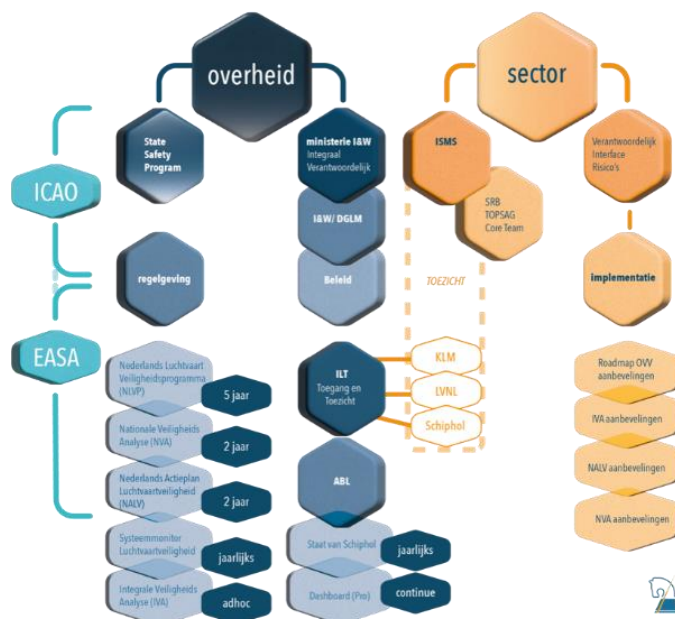 overheid
sector
State
Safety
Program
ministerie I&W
Integraal
Verantwoordelijk
ISMS
Verantwoordelijk
Interface
Risico's
ICAO
SRB
TOPSAG
Core Team
I&W/ DGLM
regelgeving
Beleid
TOEZICHT
implementatie
EASA
Nederlands Luchtvaart
Veiligheidsprogramma
(NLVP)
5 jaar
ILT
Toegang en
Toezicht
KLM
LVNL
Schiphol
Roadmap OVV
aanbevelingen
Nationale Veiligheids
Analyse (NVA)
2 jaar
IVA aanbevelingen
Nederlands Actieplan
Luchtvaartveiligheid
(NALV)
2 jaar
ABL
NALV aanbevelingen
Systeemmonitor
Luchtvaartveiligheid
jaarlijks
Staat van Schiphol
jaarlijks
NVA aanbevelingen
Integrale Veiligheids
Analyse (IVA)
adhoc
Dashboard (Pro)
continue